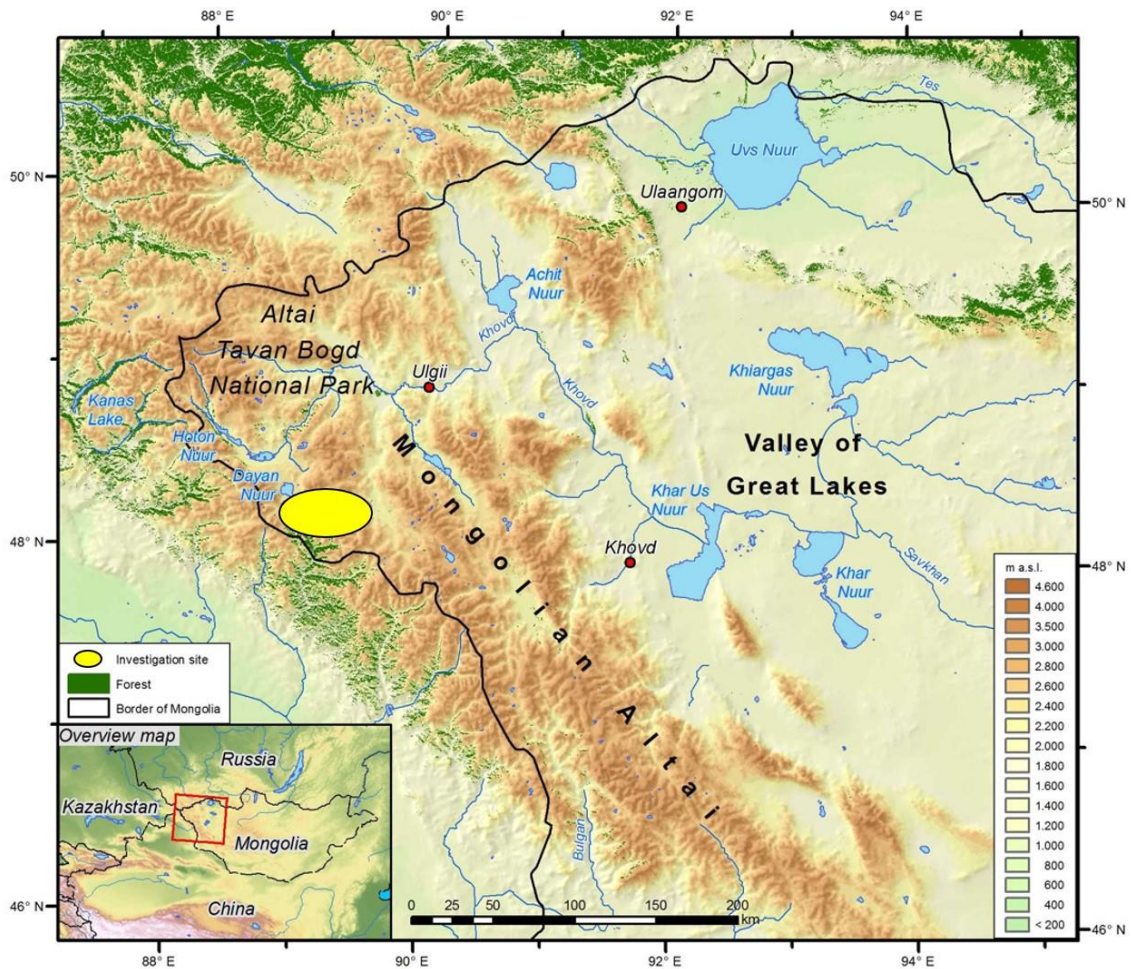 88° E
90° E
92° E
94° E
Tes
Uvs Nuur
50° N
50° N
Ulaangom
Achit
Nuur
Altai
Tavan Bogd
National Park
Khovd
Ulgii
Khiargas
Nuur
Kanas
Lake
Khovd
Hoton
Nuur
Valley of
Great Lakes
Dayan
Nuur
Khar Us
Nuur
Mongolian Altai
48° N
48° N
Khovd
Savkhan
Khar
Nuur
m a.s.l.
4.600
4.000
3.500
3.000
2.800
2.600
2.400
2.200
2.000
1.800
1.600
1.400
1.200
1.000
800
600
400
< 200
Investigation site
Forest
Border of Mongolia
Overview map
Russia
Kazakhstan
Mongolia
China
Bulgan
0 25 50 100 150 200
km
46° N
46° N
88° E
90° E
92° E
94° E